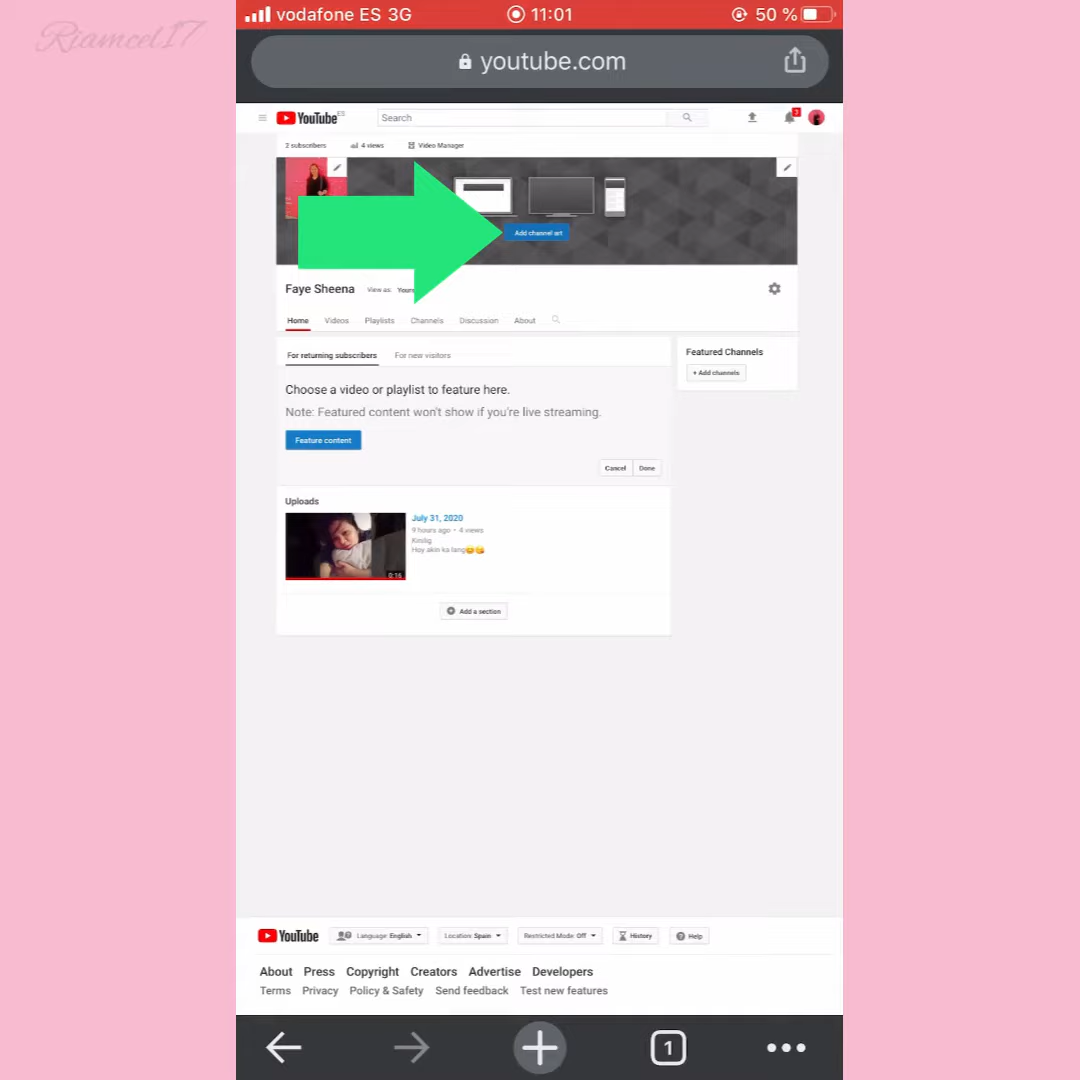 Riamcel17
vodafone ES 3G 11:01 50 %
youtube.com
YouTube ES Search
2 subscribers 4 views Video Manager
Add channel art
Faye Sheena View as:
Home Videos Playlists Channels Discussion About
For returning subscribers For new visitors
Featured Channels
+ Add channels
Choose a video or playlist to feature here.
Note: Featured content won't show if you're live streaming.
Feature content
Cancel Done
Uploads
July 31, 2020
9 hours ago • 4 views
Kindig
Hoy akin ka lang😊😘
0:16
Add a section
YouTube Language: English Location: Spain Restricted Mode: Off History Help
About Press Copyright Creators Advertise Developers
Terms Privacy Policy & Safety Send feedback Test new features
1